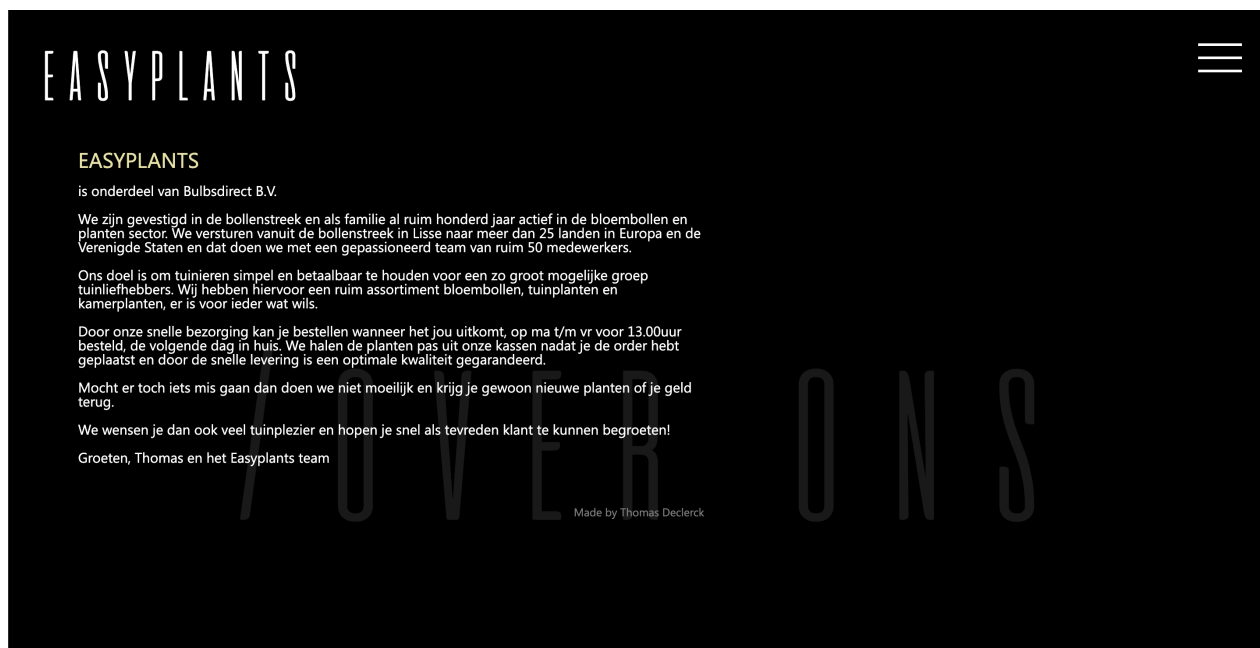 EASYPLANTS
EASYPLANTS
is onderdeel van Bulbsdirect B.V.
We zijn gevestigd in de bollenstreek en als familie al ruim honderd jaar actief in de bloembollen en
planten sector. We versturen vanuit de bollenstreek in Lisse naar meer dan 25 landen in Europa en de
Verenigde Staten en dat doen we met een gepassioneerd team van ruim 50 medewerkers.
Ons doel is om tuinieren simpel en betaalbaar te houden voor een zo groot mogelijke groep
tuinliefhebbers. Wij hebben hiervoor een ruim assortiment bloembollen, tuinplanten en
kamerplanten, er is voor ieder wat wils.
Door onze snelle bezorging kan je bestellen wanneer het jou uitkomt, op ma t/m vr voor 13.00uur
besteld, de volgende dag in huis. We halen de planten pas uit onze kassen nadat je de order hebt
geplaatst en door de snelle levering is een optimale kwaliteit gegarandeerd.
Mocht er toch iets mis gaan dan doen we niet moeilijk en krijg je gewoon nieuwe planten of je geld
terug.
We wensen je dan ook veel tuinplezier en hopen je snel als tevreden klant te kunnen begroeten!
Groeten, Thomas en het Easyplants team
/OVER ONS
Made by Thomas Declerck